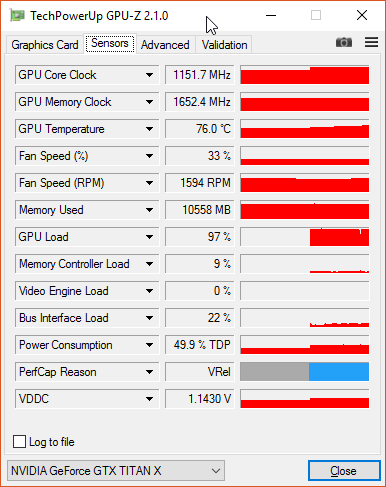 TechPowerUp GPU-Z 2.1.0
Graphics Card Sensors Advanced Validation
GPU Core Clock 1151.7 MHz
GPU Memory Clock 1652.4 MHz
GPU Temperature 76.0 °C
Fan Speed (%) 33 %
Fan Speed (RPM) 1594 RPM
Memory Used 10558 MB
GPU Load 97 %
Memory Controller Load 9 %
Video Engine Load 0 %
Bus Interface Load 22 %
Power Consumption 49.9 % TDP
PerfCap Reason VRel
VDDC 1.1430 V
Log to file
NVIDIA GeForce GTX TITAN X Close